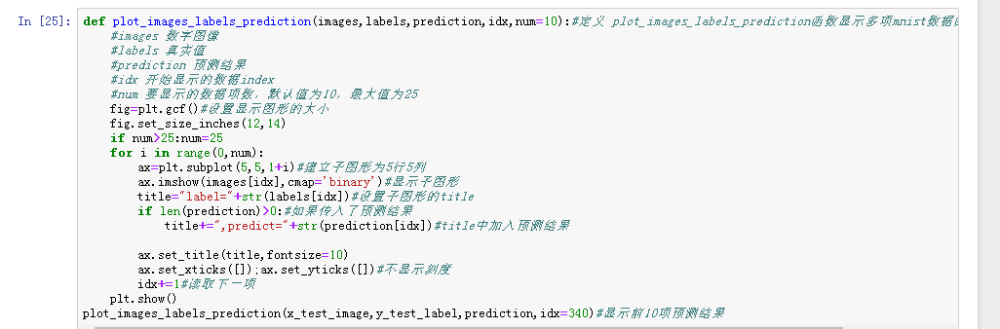 In [25]: def plot_images_labels_prediction(images,labels,prediction,idx,num=10):#定义 plot_images_labels_prediction函数显示多项mnist数据
#images 数字图像
#labels 真实值
#prediction 预测结果
#idx 开始显示的数据index
#num 要显示的数据项数，默认值为10，最大值为25
fig=plt.gcf()#设置显示图形的大小
fig.set_size_inches(12,14)
if num>25:num=25
for i in range(0,num):
ax=plt.subplot(5,5,1+i)#建立子图形为5行5列
ax.imshow(images[idx],cmap='binary')#显示子图形
title="label="+str(labels[idx])#设置子图形的title
if len(prediction)>0:#如果传入了预测结果
title+=",predict="+str(prediction[idx])#title中加入预测结果
ax.set_title(title,fontsize=10)
ax.set_xticks([]);ax.set_yticks([])#不显示刻度
idx+=1#读取下一项
plt.show()
plot_images_labels_prediction(x_test_image,y_test_label,prediction,idx=340)#显示前10项预测结果